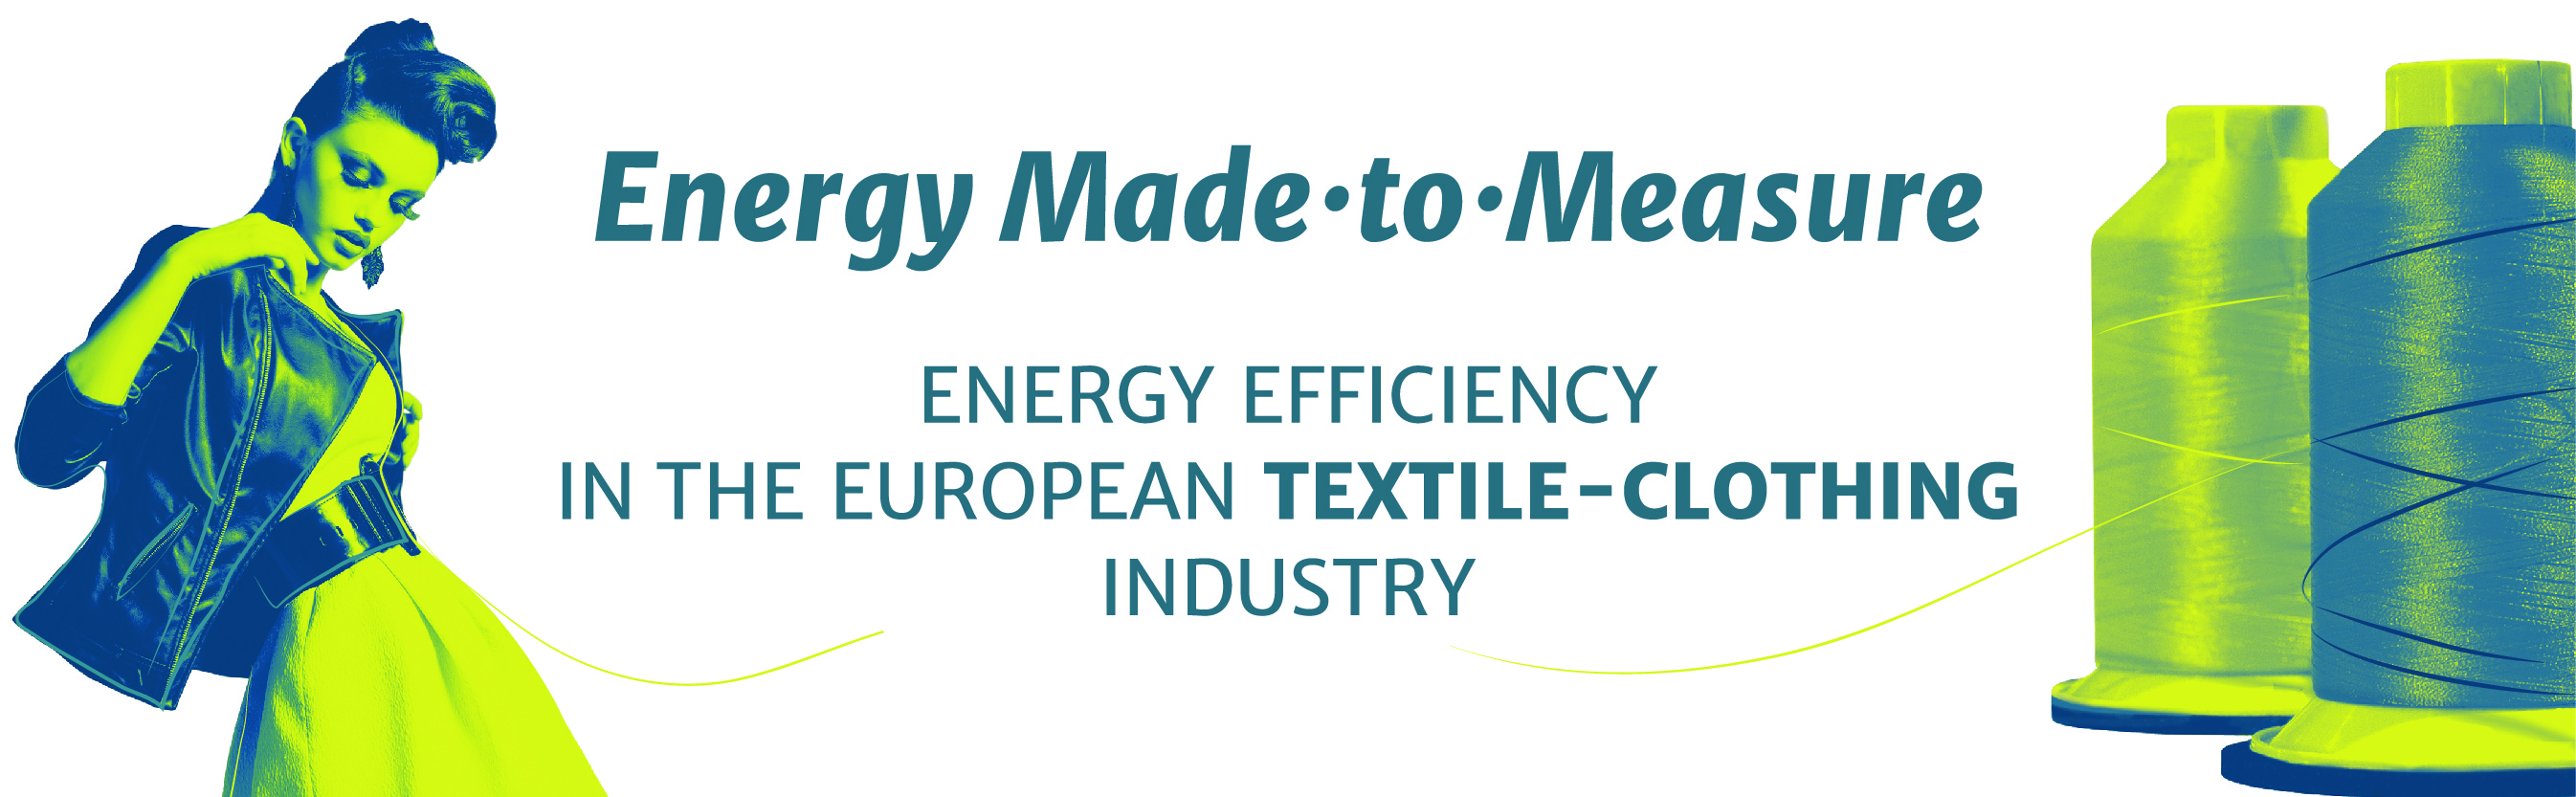 Energy Made·to·Measure
ENERGY EFFICIENCY
IN THE EUROPEAN TEXTILE-CLOTHING
INDUSTRY